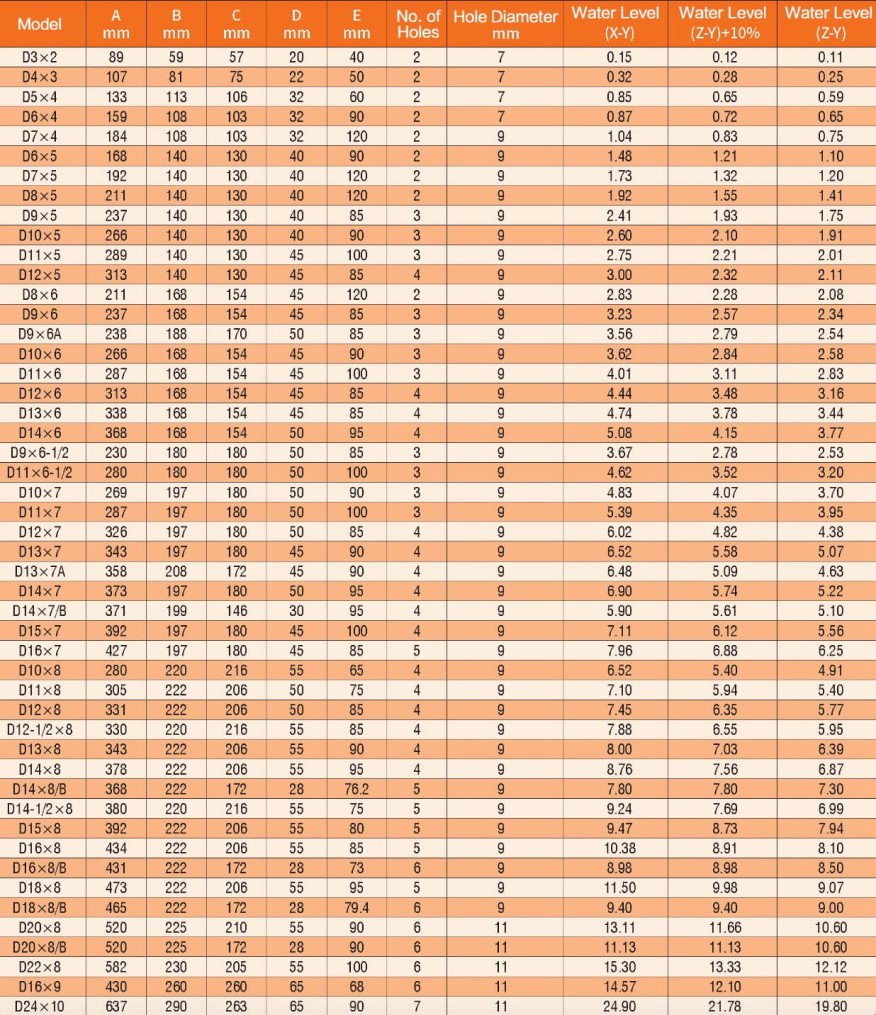 Model A mm B mm C mm D mm E mm No. of Holes Hole Diameter mm Water Level (X-Y) Water Level (Z-Y)+10% Water Level (Z-Y)
D3×2 89 59 57 20 40 2 7 0.15 0.12 0.11
D4×3 107 81 75 22 50 2 7 0.32 0.28 0.25
D5×4 133 113 106 32 60 2 7 0.85 0.65 0.59
D6×4 159 108 103 32 90 2 7 0.87 0.72 0.65
D7×4 184 108 103 32 120 2 9 1.04 0.83 0.75
D6×5 168 140 130 40 90 2 9 1.48 1.21 1.10
D7×5 192 140 130 40 120 2 9 1.73 1.32 1.20
D8×5 211 140 130 40 120 2 9 1.92 1.55 1.41
D9×5 237 140 130 40 85 3 9 2.41 1.93 1.75
D10×5 266 140 130 40 90 3 9 2.60 2.10 1.91
D11×5 289 140 130 45 100 3 9 2.75 2.21 2.01
D12×5 313 140 130 45 85 4 9 3.00 2.32 2.11
D8×6 211 168 154 45 120 2 9 2.83 2.28 2.08
D9×6 237 168 154 45 85 3 9 3.23 2.57 2.34
D9×6A 238 188 170 50 85 3 9 3.56 2.79 2.54
D10×6 266 168 154 45 90 3 9 3.62 2.84 2.58
D11×6 287 168 154 45 100 3 9 4.01 3.11 2.83
D12×6 313 168 154 45 85 4 9 4.44 3.48 3.16
D13×6 338 168 154 45 85 4 9 4.74 3.78 3.44
D14×6 368 168 154 50 95 4 9 5.08 4.15 3.77
D9×6-1/2 230 180 180 50 85 3 9 3.67 2.78 2.53
D11×6-1/2 280 180 180 50 100 3 9 4.62 3.52 3.20
D10×7 269 197 180 50 90 3 9 4.83 4.07 3.70
D11×7 287 197 180 50 100 3 9 5.39 4.35 3.95
D12×7 326 197 180 50 85 4 9 6.02 4.82 4.38
D13×7 343 197 180 45 90 4 9 6.52 5.58 5.07
D13×7A 358 208 172 45 90 4 9 6.48 5.09 4.63
D14×7 373 197 180 50 95 4 9 6.90 5.74 5.22
D14×7/B 371 199 146 30 95 4 9 5.90 5.61 5.10
D15×7 392 197 180 45 100 4 9 7.11 6.12 5.56
D16×7 427 197 180 45 85 5 9 7.96 6.88 6.25
D10×8 280 220 216 55 65 4 9 6.52 5.40 4.91
D11×8 305 222 206 50 75 4 9 7.10 5.94 5.40
D12×8 331 222 206 50 85 4 9 7.45 6.35 5.77
D12-1/2×8 330 220 216 55 85 4 9 7.88 6.55 5.95
D13×8 343 222 206 55 90 4 9 8.00 7.03 6.39
D14×8 378 222 206 55 95 4 9 8.76 7.56 6.87
D14×8/B 368 222 172 28 76.2 5 9 7.80 7.80 7.30
D14-1/2×8 380 220 216 55 75 5 9 9.24 7.69 6.99
D15×8 392 222 206 55 80 5 9 9.47 8.73 7.94
D16×8 434 222 206 55 85 5 9 10.38 8.91 8.10
D16×8/B 431 222 172 28 73 6 9 8.98 8.98 8.50
D18×8 473 222 206 55 95 5 9 11.50 9.98 9.07
D18×8/B 465 222 172 28 79.4 6 9 9.40 9.40 9.00
D20×8 520 225 210 55 90 6 11 13.11 11.66 10.60
D20×8/B 520 225 172 28 90 6 11 11.13 11.13 10.60
D22×8 582 230 205 55 100 6 11 15.30 13.33 12.12
D16×9 430 260 260 65 68 6 11 14.57 12.10 11.00
D24×10 637 290 263 65 90 7 11 24.90 21.78 19.80